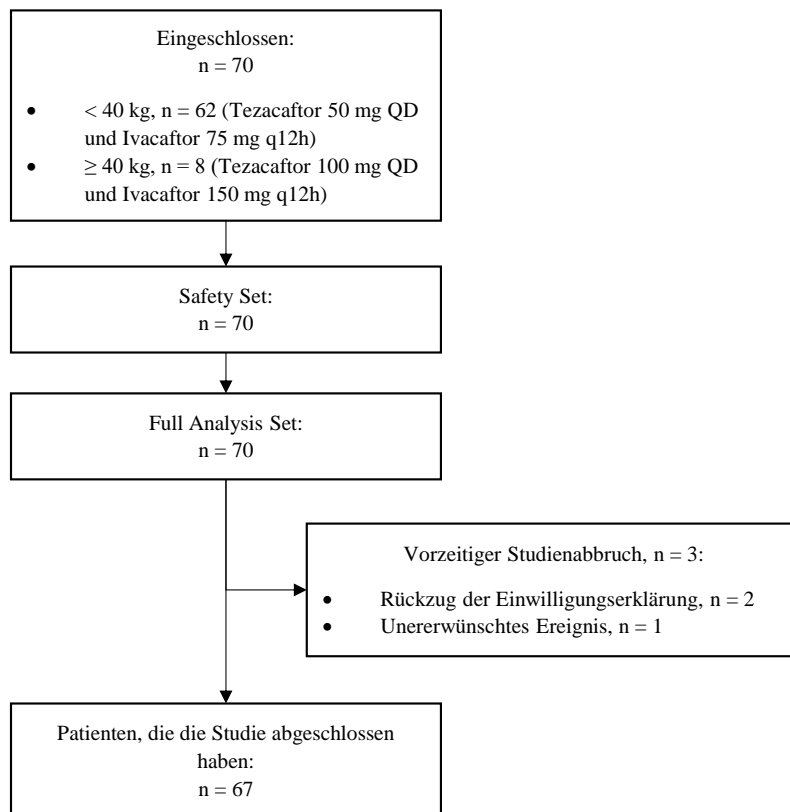 Eingeschlossen:
n = 70
• < 40 kg, n = 62 (Tezacaftor 50 mg QD
und Ivacaftor 75 mg q12h)
• ≥ 40 kg, n = 8 (Tezacaftor 100 mg QD
und Ivacaftor 150 mg q12h)
Safety Set:
n = 70
Full Analysis Set:
n = 70
Vorzeitiger Studienabbruch, n = 3:
• Rückzug der Einwilligungserklärung, n = 2
• Unererwünschtes Ereignis, n = 1
Patienten, die die Studie abgeschlossen
haben:
n = 67